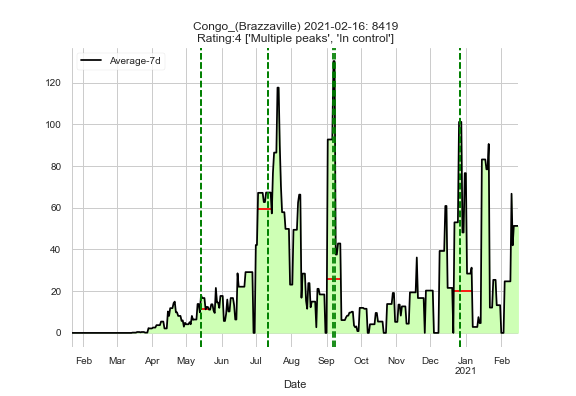 Congo_(Brazzaville) 2021-02-16: 8419
Rating:4 ['Multiple peaks', 'In control']
Average-7d
120
100
80
60
40
20
0
Feb Mar Apr May Jun Jul Aug Sep Oct Nov Dec Jan Feb
2021
Date